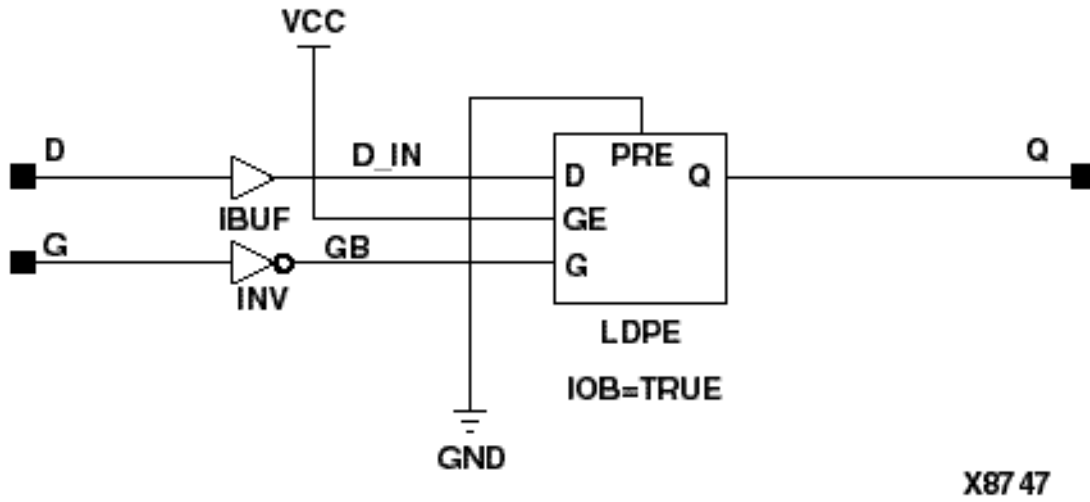 VCC
D
D_IN
PRE
Q
D
Q
IBUF
GE
G
GB
G
INV
LDPE
IOB=TRUE
GND
X8747